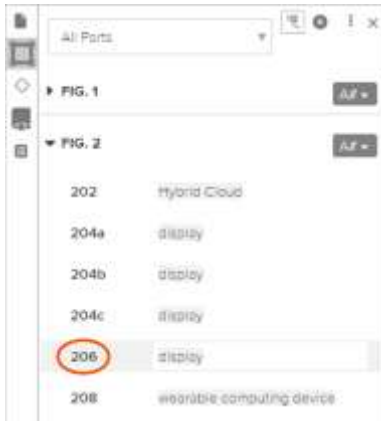 All Parts
FIG. 1
All
FIG. 2
All
202 Hybrid Cloud
204a display
204b display
204c display
206 display
208 wearable computing device